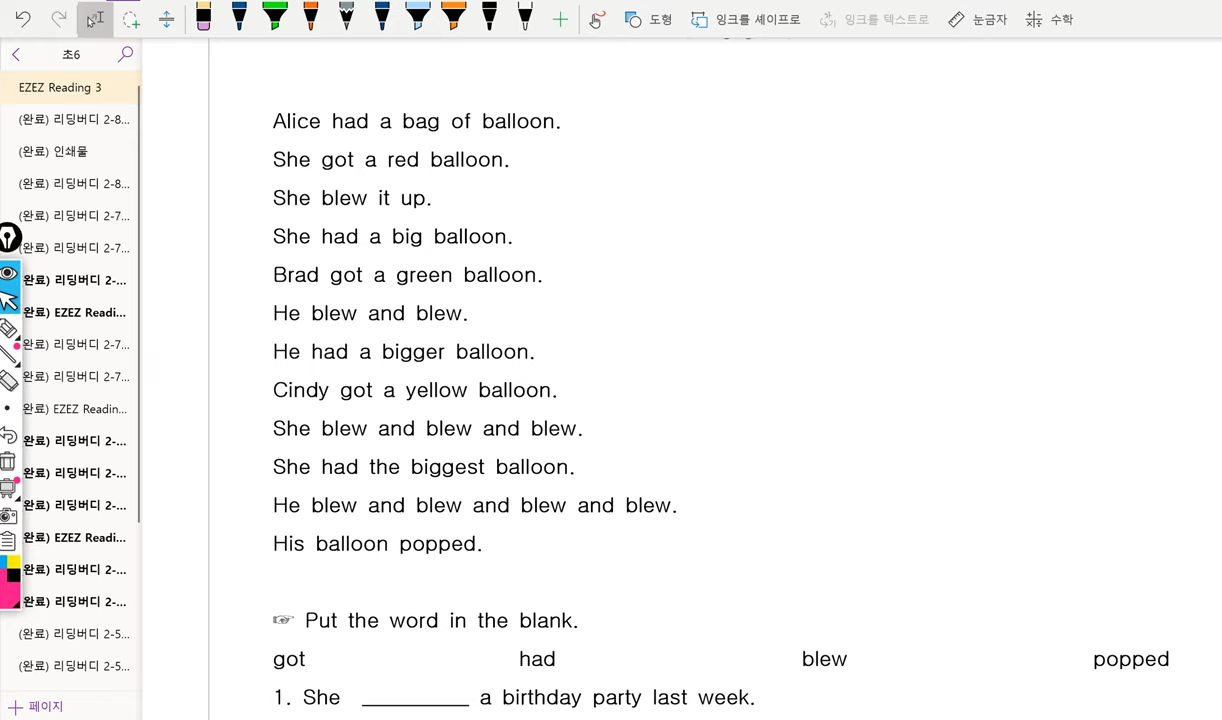 도형 잉크를 셰이프로 잉크를 텍스트로 눈금자 수학
초6
EZEZ Reading 3
(완료) 리딩버디 2-8...
(완료) 인쇄물
(완료) 리딩버디 2-8...
(완료) 리딩버디 2-7...
완료) 리딩버디 2-7...
완료) 리딩버디 2-...
완료) EZEZ Readi...
완료) 리딩버디 2-7...
완료) 리딩버디 2-7...
완료) EZEZ Readin...
완료) 리딩버디 2-...
완료) 리딩버디 2-...
완료) 리딩버디 2-...
완료) EZEZ Readi...
완료) 리딩버디 2-...
완료) 리딩버디 2-...
(완료) 리딩버디 2-5...
(완료) 리딩버디 2-5...
페이지
Alice had a bag of balloon.
She got a red balloon.
She blew it up.
She had a big balloon.
Brad got a green balloon.
He blew and blew.
He had a bigger balloon.
Cindy got a yellow balloon.
She blew and blew and blew.
She had the biggest balloon.
He blew and blew and blew and blew.
His balloon popped.
☞ Put the word in the blank.
got had blew popped
1. She _________ a birthday party last week.